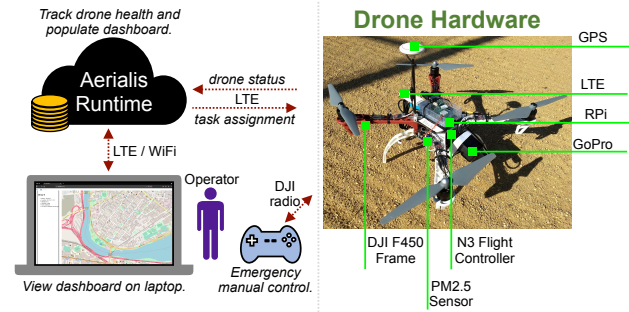 Track drone health and
populate dashboard.
Aerialis
Runtime
drone status
LTE
task assignment
LTE / WiFi
Operator
DJI
radio
View dashboard on laptop.
Emergency
manual control.
Drone Hardware
GPS
LTE
RPi
GoPro
DJI F450
Frame
N3 Flight
Controller
PM2.5
Sensor